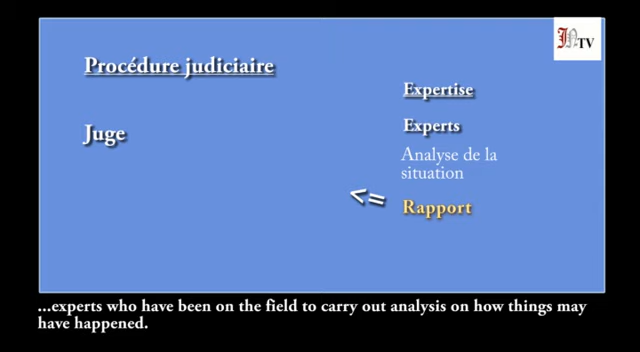 Procédure judiciaire
Juge
Expertise
Experts
Analyse de la
situation
<= Rapport
...experts who have been on the field to carry out analysis on how things may
have happened.
TV